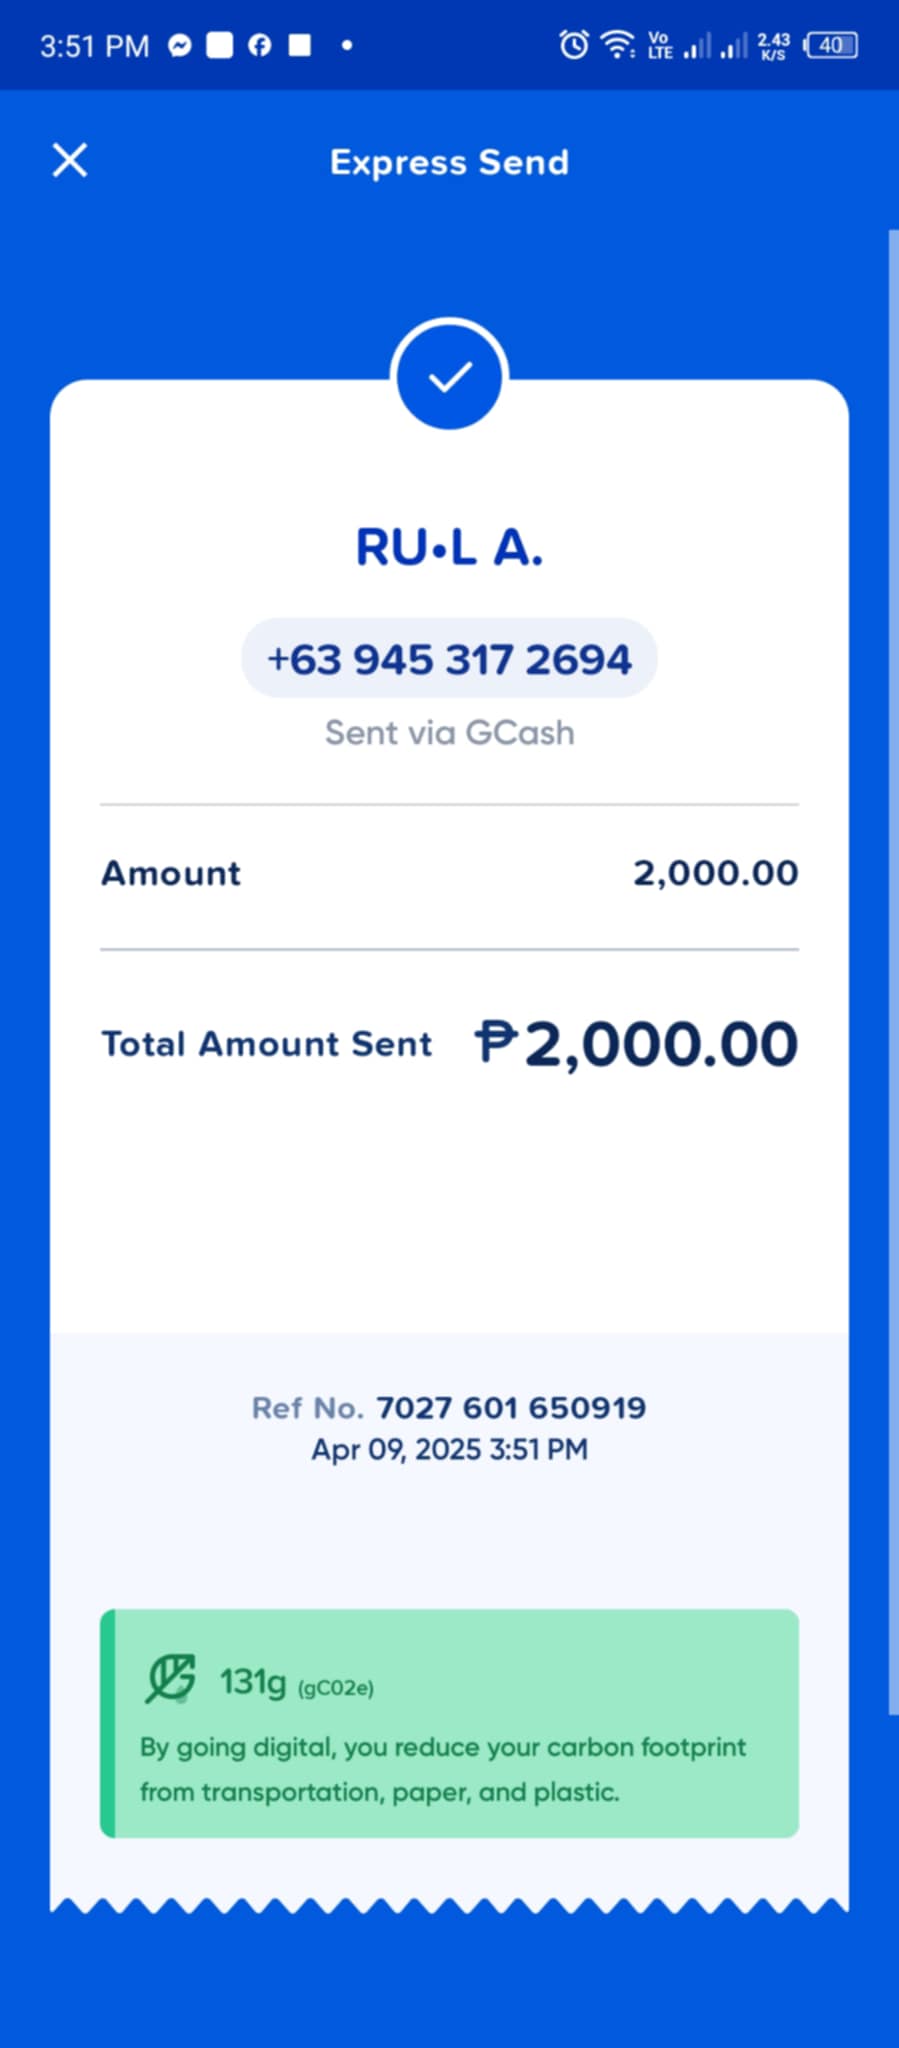 3:51 PM
Vo LTE
2.43 K/S
40
Express Send
RU•L A.
+63 945 317 2694
Sent via GCash
Amount 2,000.00
Total Amount Sent ₱2,000.00
Ref No. 7027 601 650919
Apr 09, 2025 3:51 PM
131g (gC02e)
By going digital, you reduce your carbon footprint
from transportation, paper, and plastic.